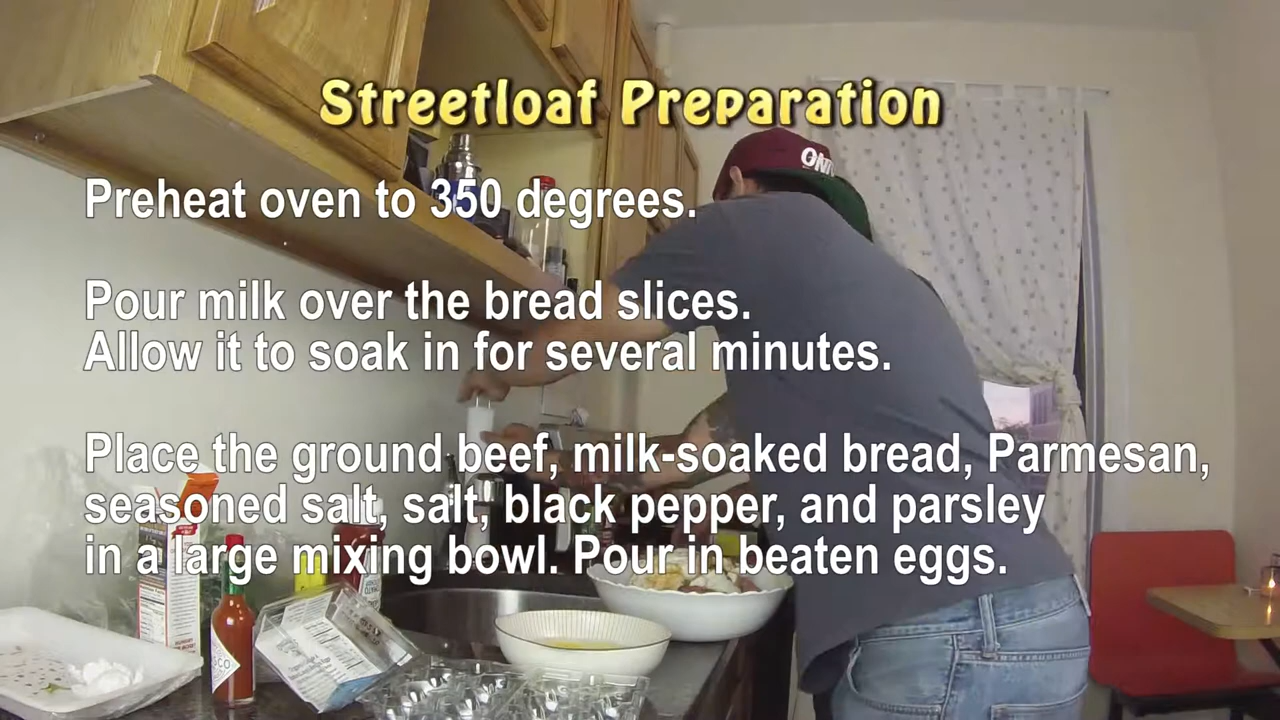 Streetloaf Preparation
Preheat oven to 350 degrees.
Pour milk over the bread slices.
Allow it to soak in for several minutes.
Place the ground beef, milk-soaked bread, Parmesan,
seasoned salt, salt, black pepper, and parsley
in a large mixing bowl. Pour in beaten eggs.